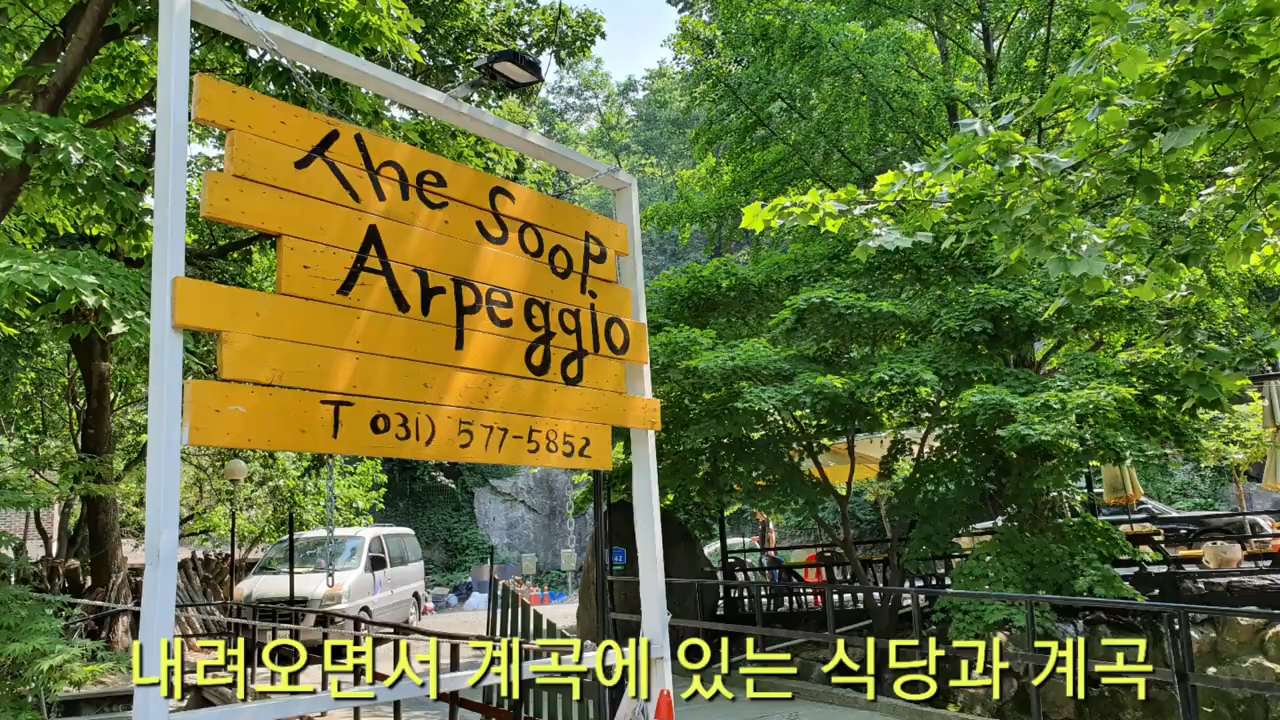 The Soop
Arpeggio
T 031) 577-5852
내려오면서 계곡에 있는 식당과 계곡